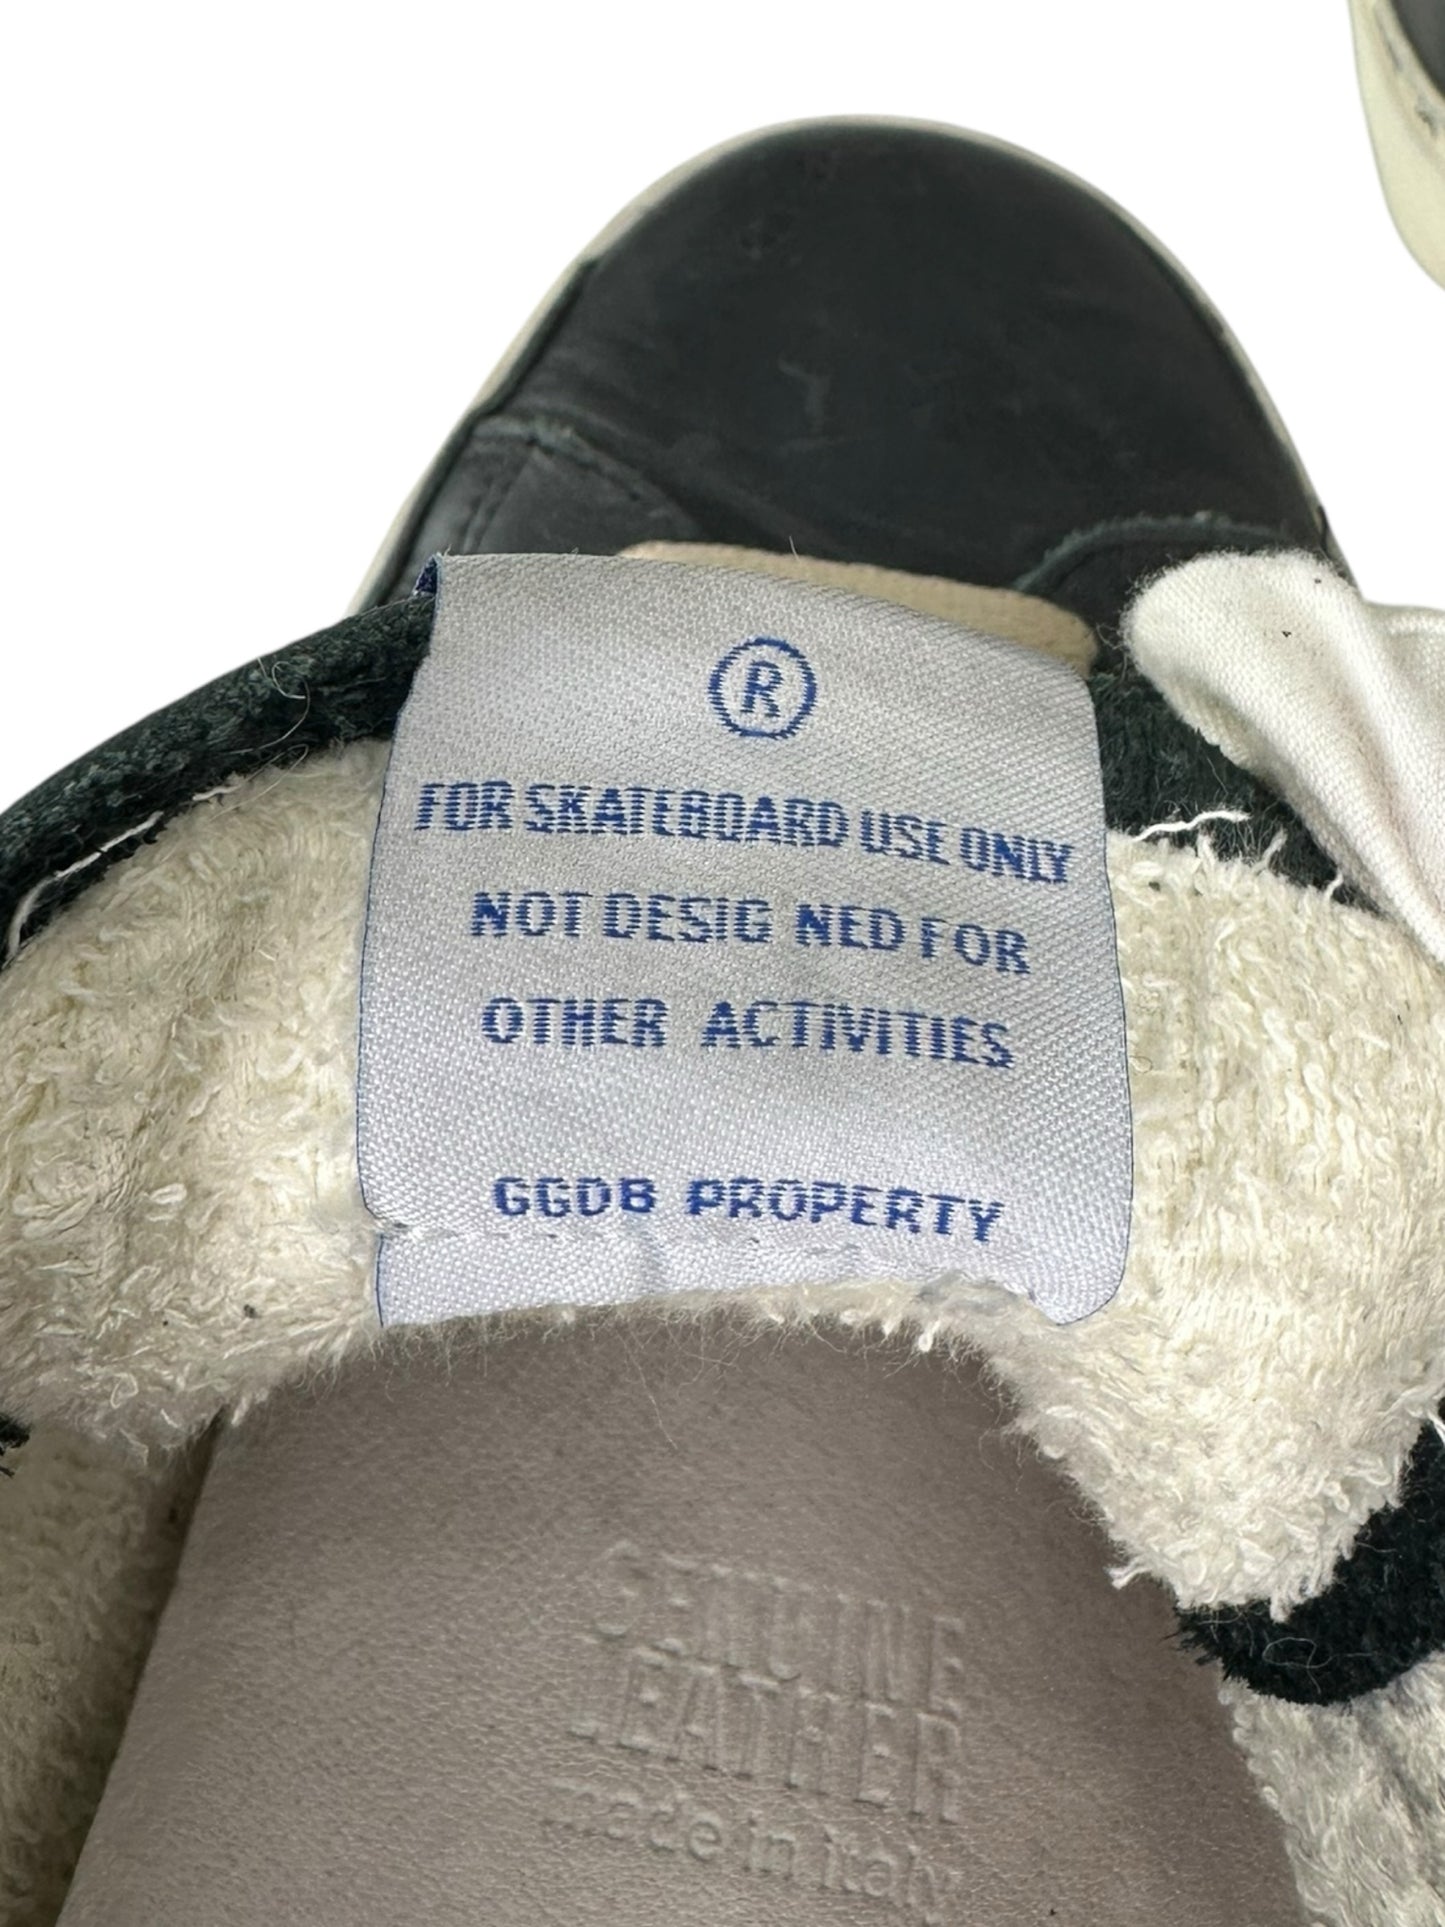 ®
FOR SKATEBOARD USE ONLY
NOT DESIG NED FOR
OTHER ACTIVITIES
GGDB PROPERTY
GENUINE
LEATHER
made in italy